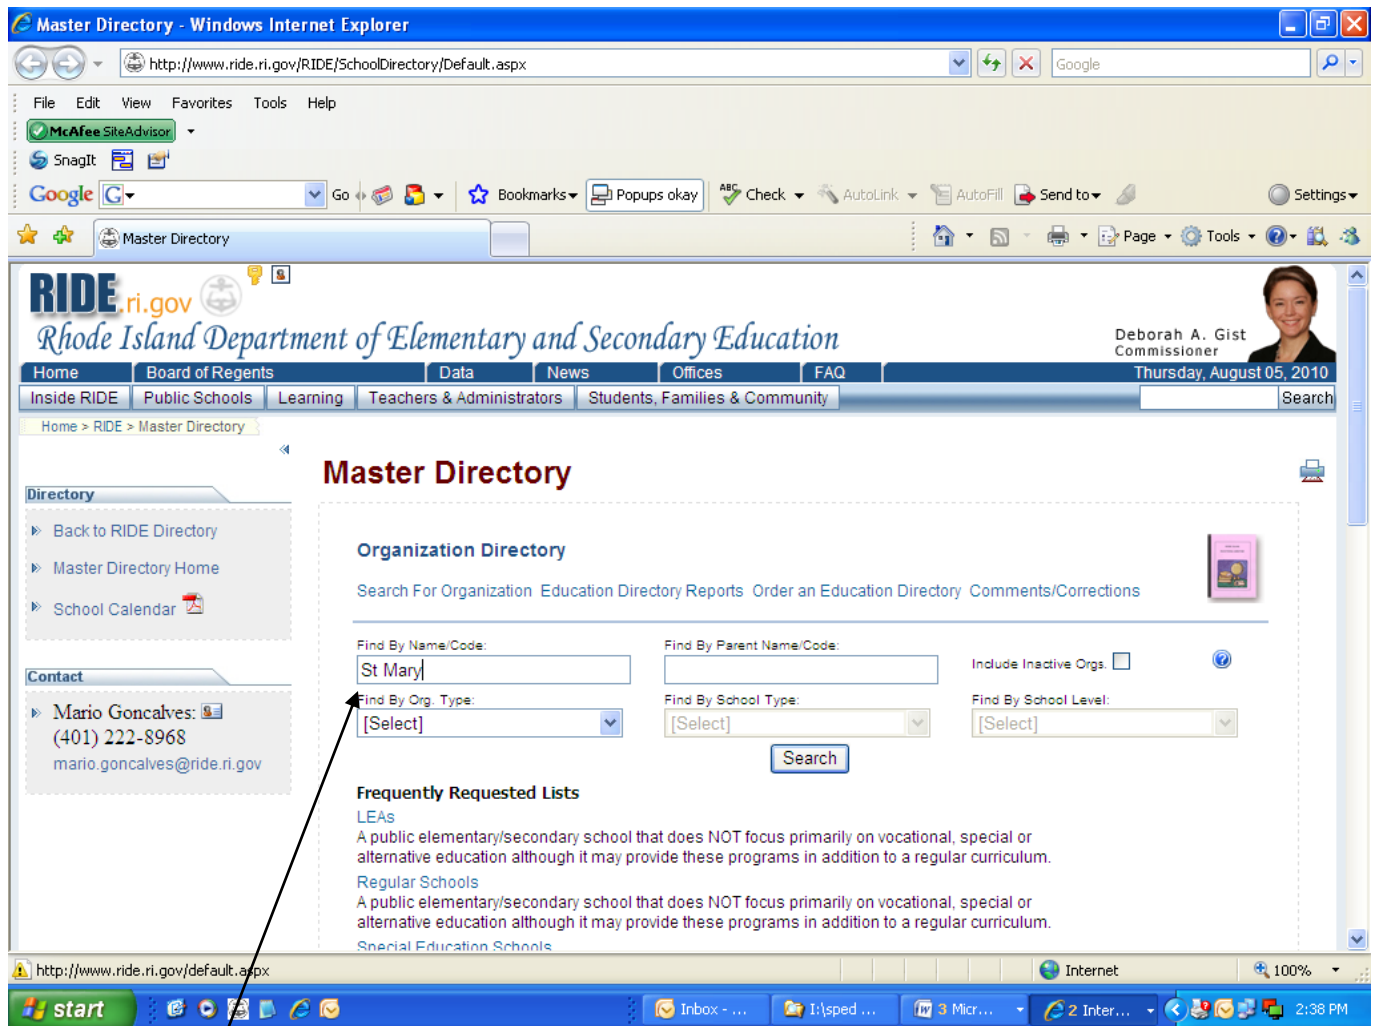 Master Directory - Windows Internet Explorer
http://www.ride.ri.gov/RIDE/SchoolDirectory/Default.aspx Google
File Edit View Favorites Tools Help
McAfee SiteAdvisor
SnagIt
Google G Go Bookmarks Popups okay ABC Check AutoLink AutoFill Send to Settings
Master Directory Page Tools
RIDE.ri.gov
Rhode Island Department of Elementary and Secondary Education
Deborah A. Gist
Commissioner
Home Board of Regents Data News Offices FAQ Thursday, August 05, 2010
Inside RIDE Public Schools Learning Teachers & Administrators Students, Families & Community Search
Home > RIDE > Master Directory
Master Directory
Directory
Back to RIDE Directory
Master Directory Home
School Calendar
Contact
Mario Goncalves:
(401) 222-8968
mario.goncalves@ride.ri.gov
Organization Directory
Search For Organization Education Directory Reports Order an Education Directory Comments/Corrections
Find By Name/Code: Find By Parent Name/Code:
St Mary Include Inactive Orgs.
Find By Org. Type: Find By School Type: Find By School Level:
[Select] [Select] [Select]
Search
Frequently Requested Lists
LEAs
A public elementary/secondary school that does NOT focus primarily on vocational, special or
alternative education although it may provide these programs in addition to a regular curriculum.
Regular Schools
A public elementary/secondary school that does NOT focus primarily on vocational, special or
alternative education although it may provide these programs in addition to a regular curriculum.
Special Education Schools
http://www.ride.ri.gov/default.aspx Internet 100%
start Inbox - ... I:\sped ... 3 Micr... 2 Inter... 2:38 PM